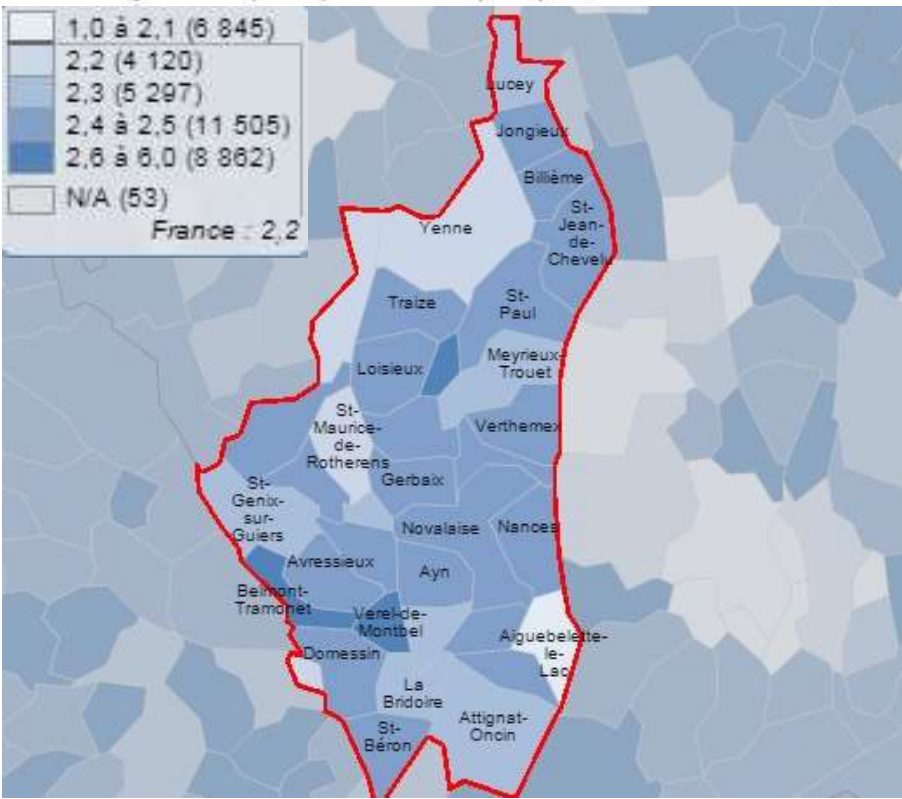 1,0 à 2,1 (6 845)
2,2 (4 120)
2,3 (5 297)
2,4 à 2,5 (11 505)
2,6 à 6,0 (8 862)
N/A (53)
France : 2,2
Lucey
Jongieux
Billième
St-
Jean-
de-
Chevelu
Yenne
Traize
St-
Paul
Loisieux
Meyrieux-
Trouet
St-
Maurice-
de-
Rotherens
Verthemex
Gerbaix
St-
Genix-
sur-
Guiers
Novalaise
Nances
Avressieux
Ayn
Belmont-
Tramonet
Verel-de-
Montbel
Aiguebelette-
le-
Lac
Domessin
La
Bridoire
Attignat-
Oncin
St-
Béron